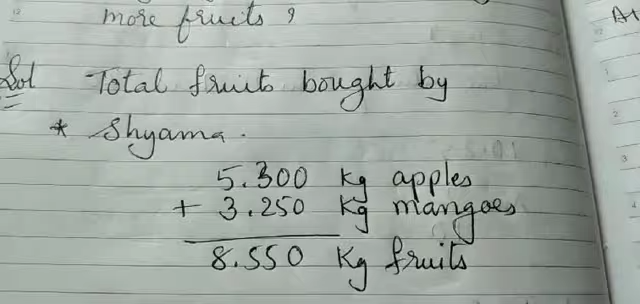 more fruits ?
Sol Total fruits bought by
* Shyama.
5.300 kg apples
+ 3.250 kg mangoes
8.550 kg fruits